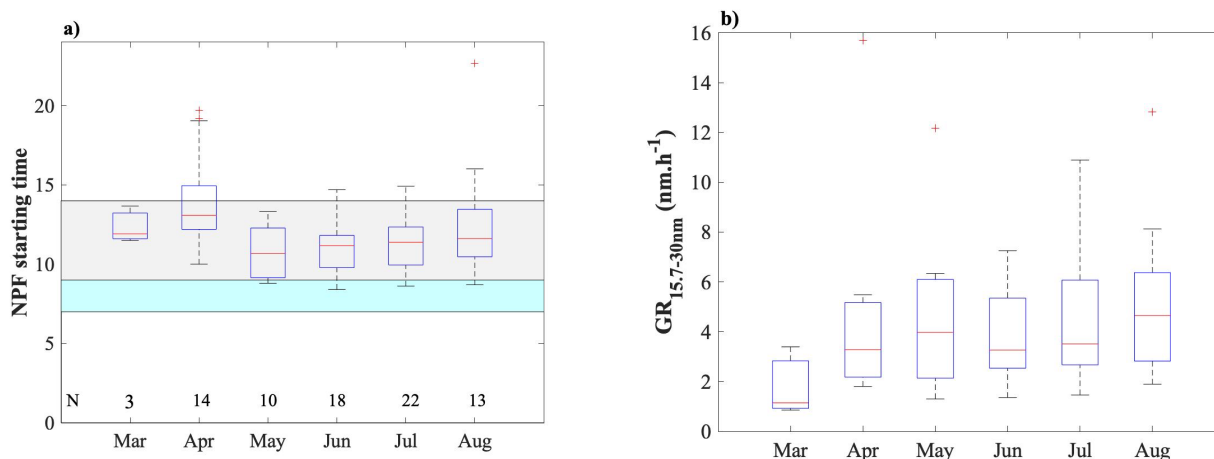 a)
NPF starting time
20
15
10
5
0
N 3 14 10 18 22 13
Mar Apr May Jun Jul Aug
b)
GR15.7-30nm (nm.h-1)
16
14
12
10
8
6
4
2
0
Mar Apr May Jun Jul Aug